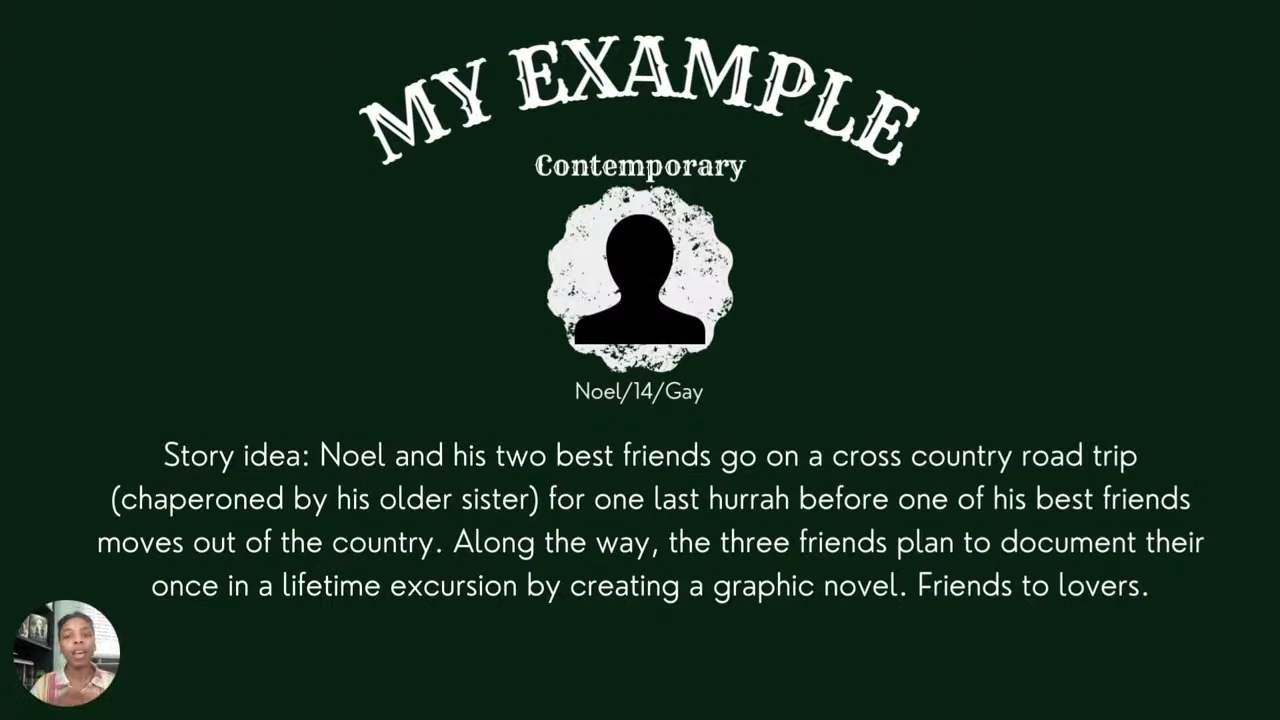 MY EXAMPLE
Contemporary
Noel/14/Gay
Story idea: Noel and his two best friends go on a cross country road trip
(chaperoned by his older sister) for one last hurrah before one of his best friends
moves out of the country. Along the way, the three friends plan to document their
once in a lifetime excursion by creating a graphic novel. Friends to lovers.